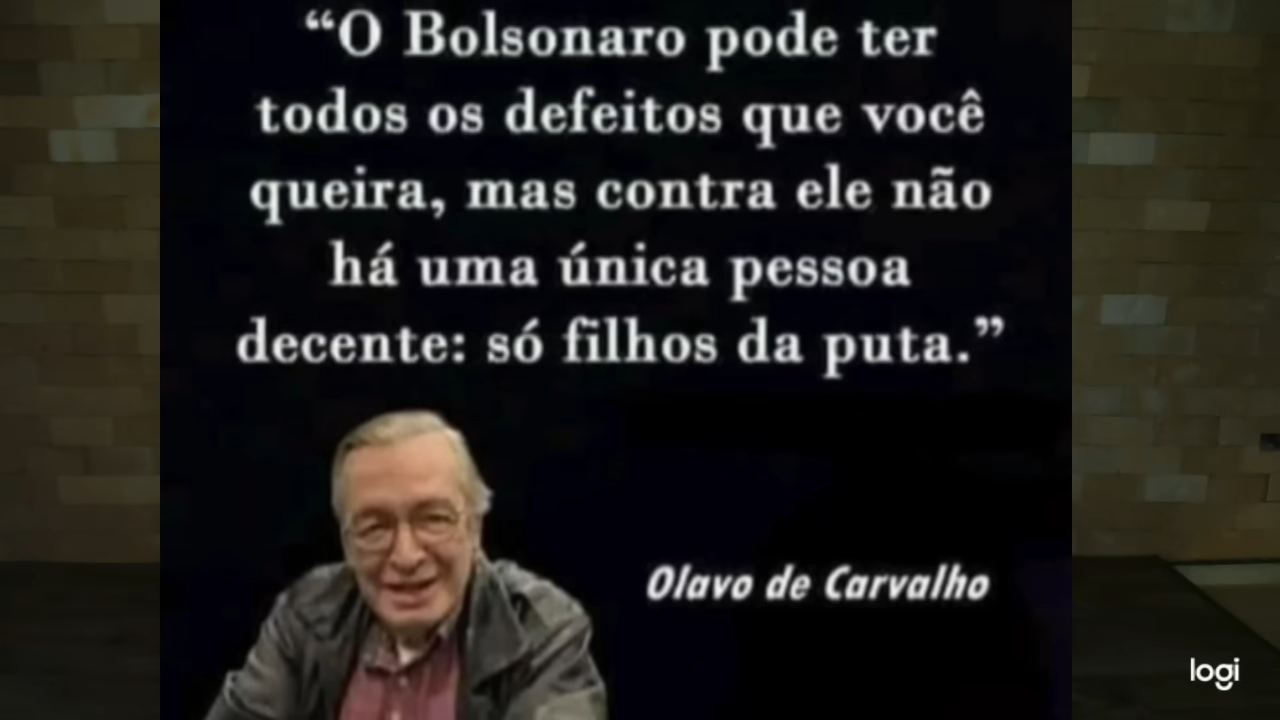 “O Bolsonaro pode ter
todos os defeitos que você
queira, mas contra ele não
há uma única pessoa
decente: só filhos da puta.”
Olavo de Carvalho
logi